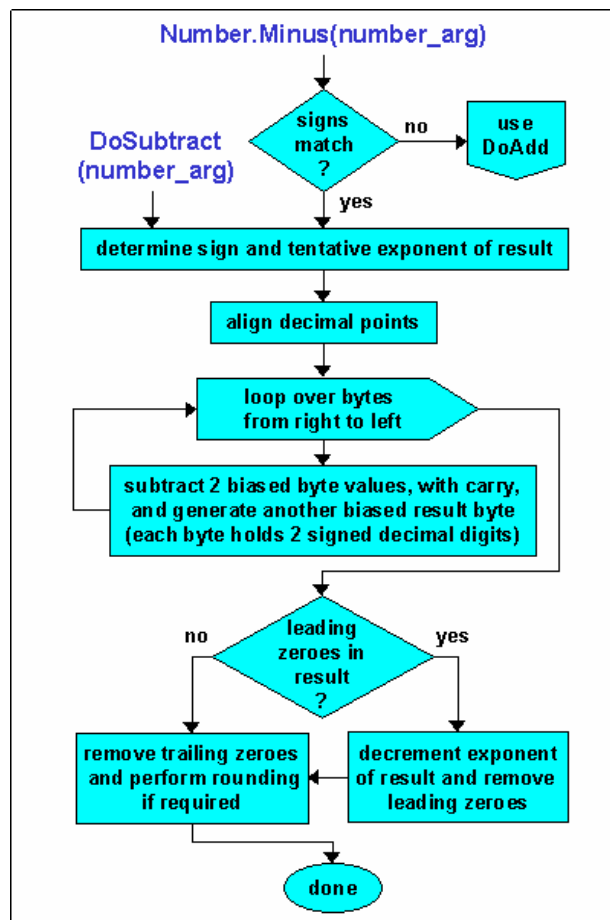 Number.Minus(number_arg)
signs
match
?
no
use
DoAdd
DoSubtract
(number_arg)
yes
determine sign and tentative exponent of result
align decimal points
loop over bytes
from right to left
subtract 2 biased byte values, with carry,
and generate another biased result byte
(each byte holds 2 signed decimal digits)
no
leading
zeroes in
result
?
yes
remove trailing zeroes
and perform rounding
if required
decrement exponent
of result and remove
leading zeroes
done